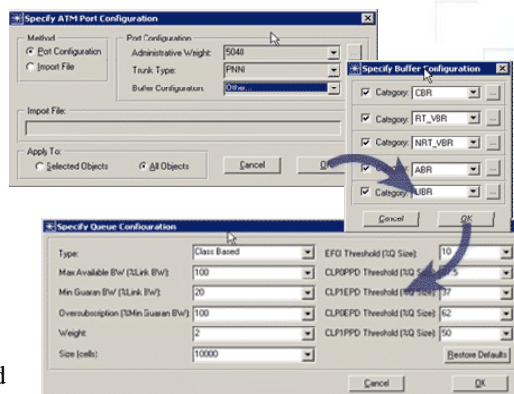 Specify ATM Port Configuration
Method
Port Configuration
Import File
Port Configuration
Administrative Weight: 5040
Trunk Type: PNNI
Buffer Configuration: Other...
Import File:
Apply To:
Selected Objects
All Objects
Cancel
OK
Specify Buffer Configuration
Category: CBR ...
Category: RT_VBR ...
Category: NRT_VBR ...
Category: ABR ...
Category: UBR ...
Cancel
OK
Specify Queue Configuration
Type: Class Based
Max Available BW (%Link BW): 100
Min Guaran BW (%Link BW): 20
Oversubscription (%Min Guaran BW): 100
Weight: 2
Size (cells): 10000
EFCI Threshold (%Q Size): 10
CLP0PPD Threshold (%Q Size):
CLP1EPD Threshold (%Q Size): 37
CLP0EPD Threshold (%Q Size): 62
CLP1PPD Threshold (%Q Size): 50
Restore Defaults
Cancel
OK